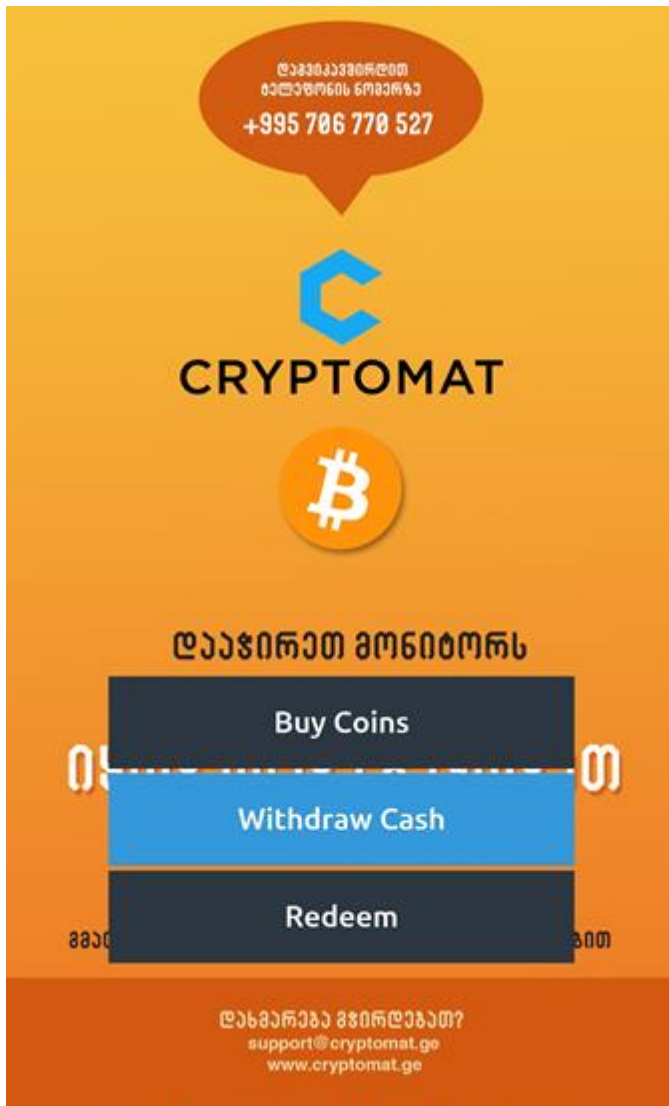 დაგვიკავშირდით
ტელეფონის ნომერზე
+995 706 770 527
CRYPTOMAT
დააჭირეთ მონიტორს
Buy Coins
Withdraw Cash
Redeem
დახმარება გჭირდებათ?
support@cryptomat.ge
www.cryptomat.ge